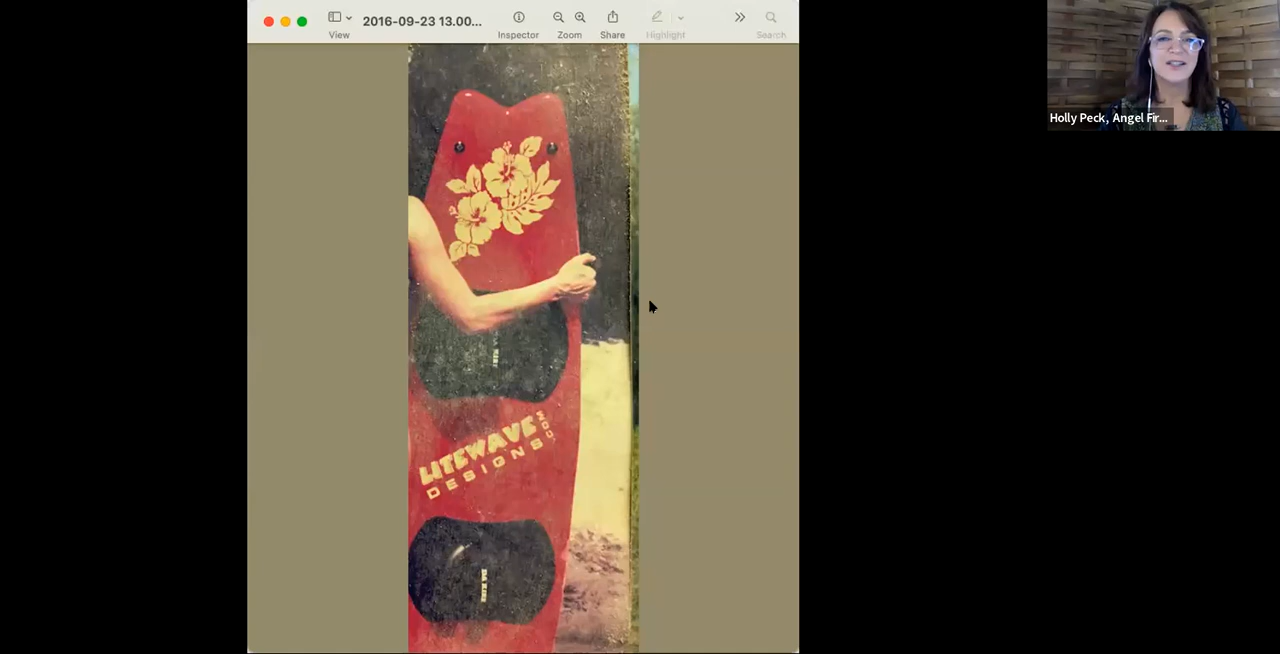 2016-09-23 13.00...
View
Inspector
Zoom
Share
Highlight
Search
Holly Peck, Angel Fir...
LITEWAVE
DESIGNS